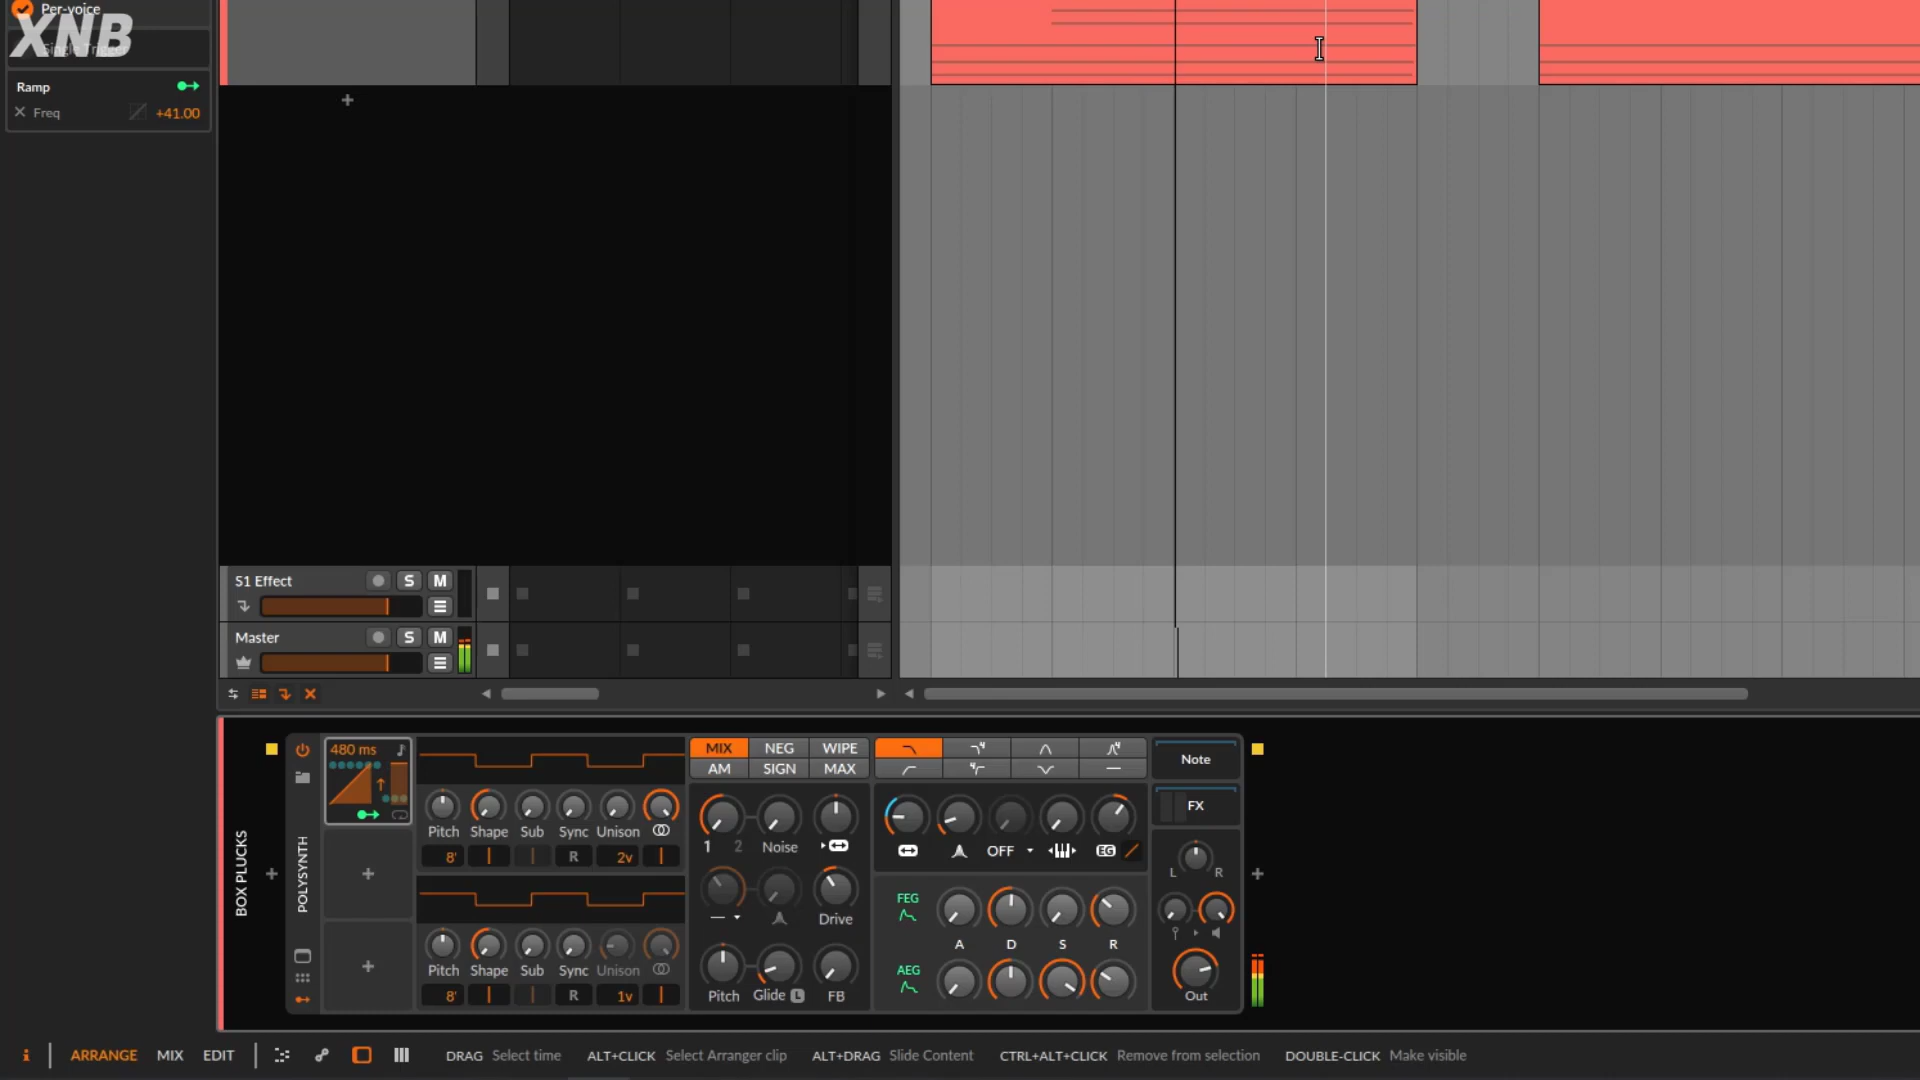 Per-voice
XNB
Single Trigger
Ramp
Freq +41.00
S1 Effect S M
Master S M
BOX PLUCKS
POLYSYNTH
480 ms
Pitch Shape Sub Sync Unison
8' R 2v
Pitch Shape Sub Sync Unison
8' R 1v
MIX NEG WIPE
AM SIGN MAX
1 2 Noise
Drive
Pitch Glide L FB
OFF EG
FEG
A D S R
AEG
Note
FX
L R
Out
i ARRANGE MIX EDIT DRAG Select time ALT+CLICK Select Arranger clip ALT+DRAG Slide Content CTRL+ALT+CLICK Remove from selection DOUBLE-CLICK Make visible